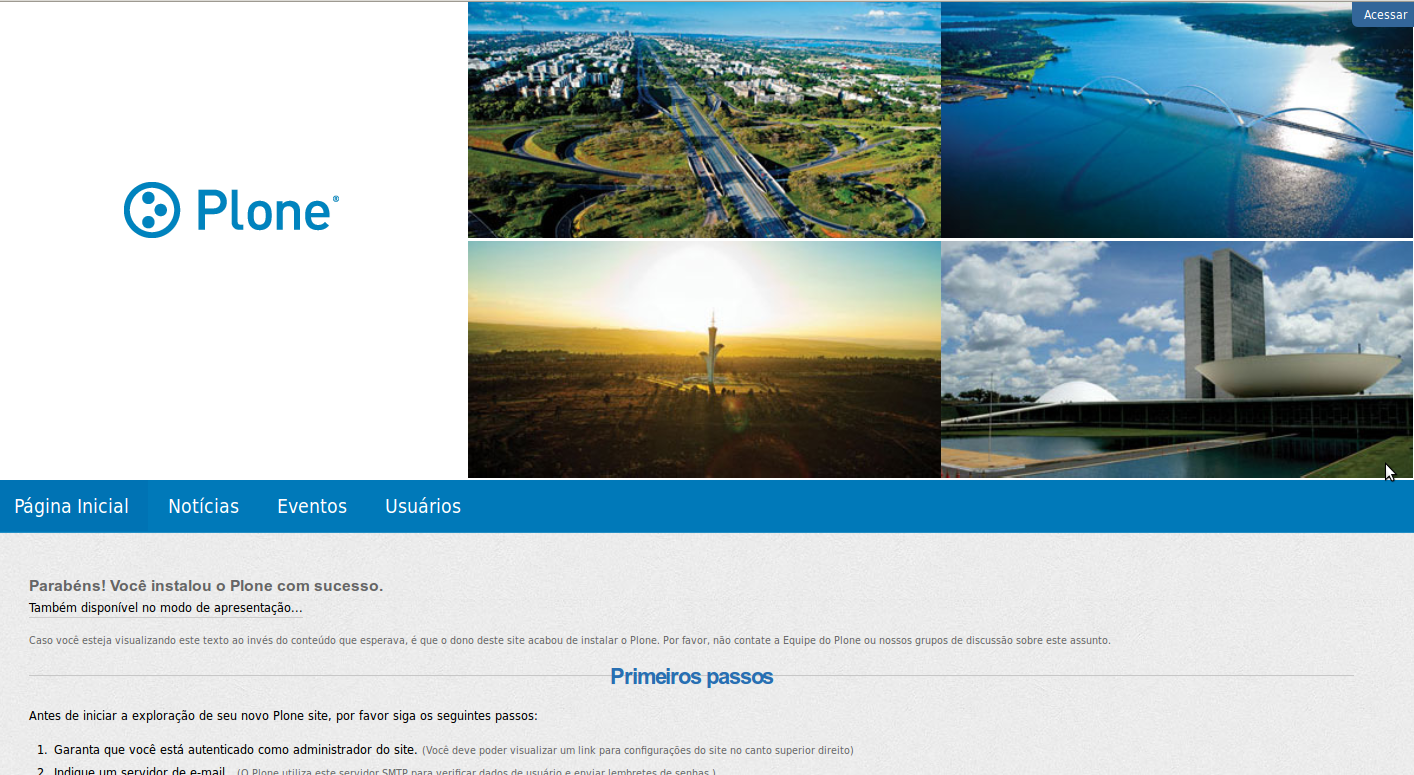 Acessar
Plone®
Página Inicial Notícias Eventos Usuários
Parabéns! Você instalou o Plone com sucesso.
Também disponível no modo de apresentação...
Caso você esteja visualizando este texto ao invés do conteúdo que esperava, é que o dono deste site acabou de instalar o Plone. Por favor, não contate a Equipe do Plone ou nossos grupos de discussão sobre este assunto.
Primeiros passos
Antes de iniciar a exploração de seu novo Plone site, por favor siga os seguintes passos:
1. Garanta que você está autenticado como administrador do site. (Você deve poder visualizar um link para configurações do site no canto superior direito)
2. Indique um servidor de e-mail. (O Plone utiliza este servidor SMTP para verificar dados de usuário e enviar lembretes de senhas.)